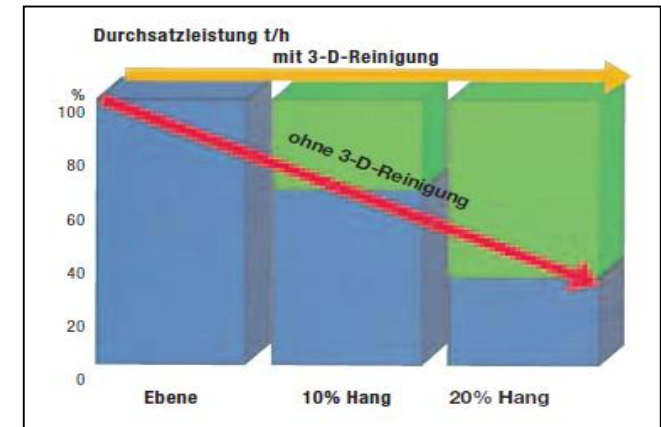 Durchsatzleistung t/h
mit 3-D-Reinigung
%
100
80
60
40
20
0
ohne 3-D-Reinigung
Ebene 10% Hang 20% Hang